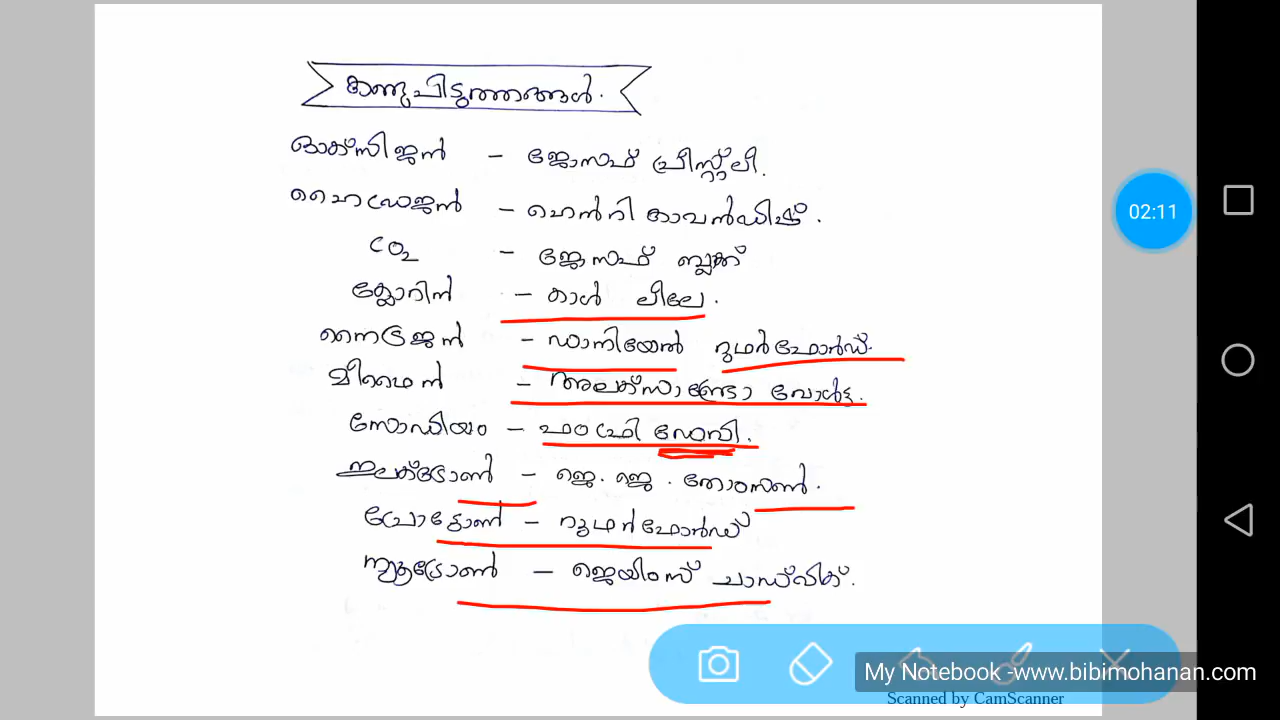 കണ്ടുപിടുത്തങ്ങൾ.
ഓക്സിജൻ - ജോസഫ് പ്രീസ്റ്റ്ലീ.
ഹൈഡ്രജൻ - ഹെൻറി കാവൻഡിഷ്.
CO2 - ജോസഫ് ബ്ലാക്ക്
ക്ലോറിൻ - കാൾ ലീലേ.
നൈട്രജൻ - ഡാനിയേൽ റുഥർഫോർഡ്.
മീഥൈൻ - അലക്സാണ്ടോ വോൾട്ട.
സോഡിയം - ഹംഫ്രി ഡേവി.
ഇലക്ട്രോൺ - ജെ. ജെ. തോംസൺ.
പ്രോട്ടോൺ - റുഥർഫോർഡ്
ന്യൂട്രോൺ - ജെയിംസ് ചാഡ്‌വിക്.
02:11
My Notebook -www.bibimohanan.com
Scanned by CamScanner